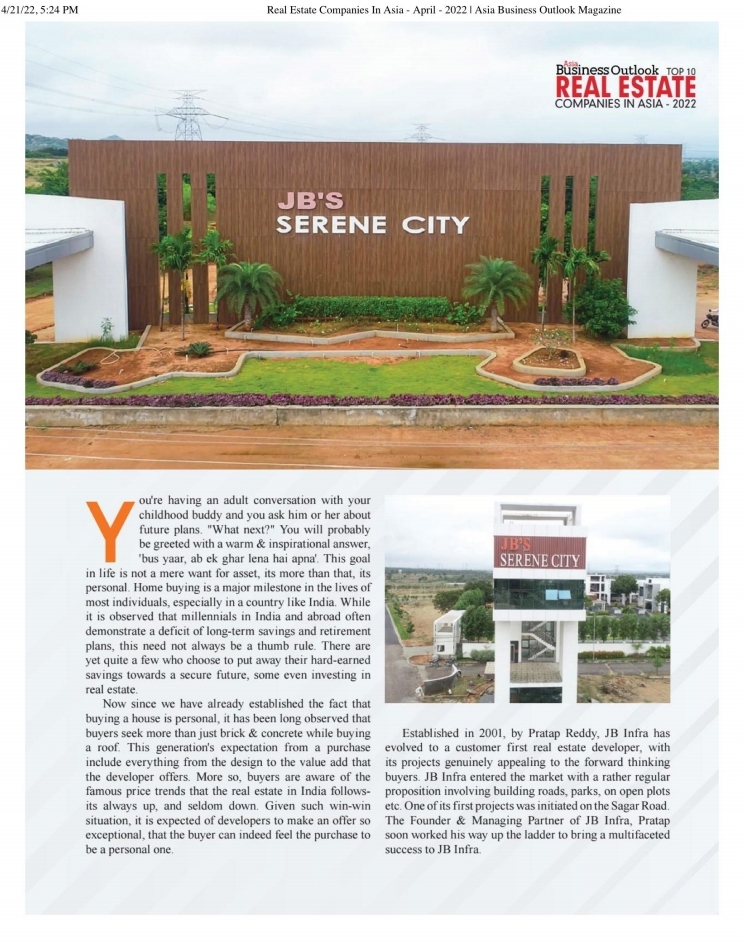 4/21/22, 5:24 PM
Real Estate Companies In Asia - April - 2022 | Asia Business Outlook Magazine
Asia
Business Outlook TOP 10
REAL ESTATE
COMPANIES IN ASIA - 2022
JB'S
SERENE CITY
You're having an adult conversation with your
childhood buddy and you ask him or her about
future plans. "What next?" You will probably
be greeted with a warm & inspirational answer,
'bus yaar, ab ek ghar lena hai apna'. This goal
in life is not a mere want for asset, its more than that, its
personal. Home buying is a major milestone in the lives of
most individuals, especially in a country like India. While
it is observed that millennials in India and abroad often
demonstrate a deficit of long-term savings and retirement
plans, this need not always be a thumb rule. There are
yet quite a few who choose to put away their hard-earned
savings towards a secure future, some even investing in
real estate.
Now since we have already established the fact that
buying a house is personal, it has been long observed that
buyers seek more than just brick & concrete while buying
a roof. This generation's expectation from a purchase
include everything from the design to the value add that
the developer offers. More so, buyers are aware of the
famous price trends that the real estate in India follows-
its always up, and seldom down. Given such win-win
situation, it is expected of developers to make an offer so
exceptional, that the buyer can indeed feel the purchase to
be a personal one.
JB'S
SERENE CITY
Established in 2001, by Pratap Reddy, JB Infra has
evolved to a customer first real estate developer, with
its projects genuinely appealing to the forward thinking
buyers. JB Infra entered the market with a rather regular
proposition involving building roads, parks, on open plots
etc. One of its first projects was initiated on the Sagar Road.
The Founder & Managing Partner of JB Infra, Pratap
soon worked his way up the ladder to bring a multifaceted
success to JB Infra.